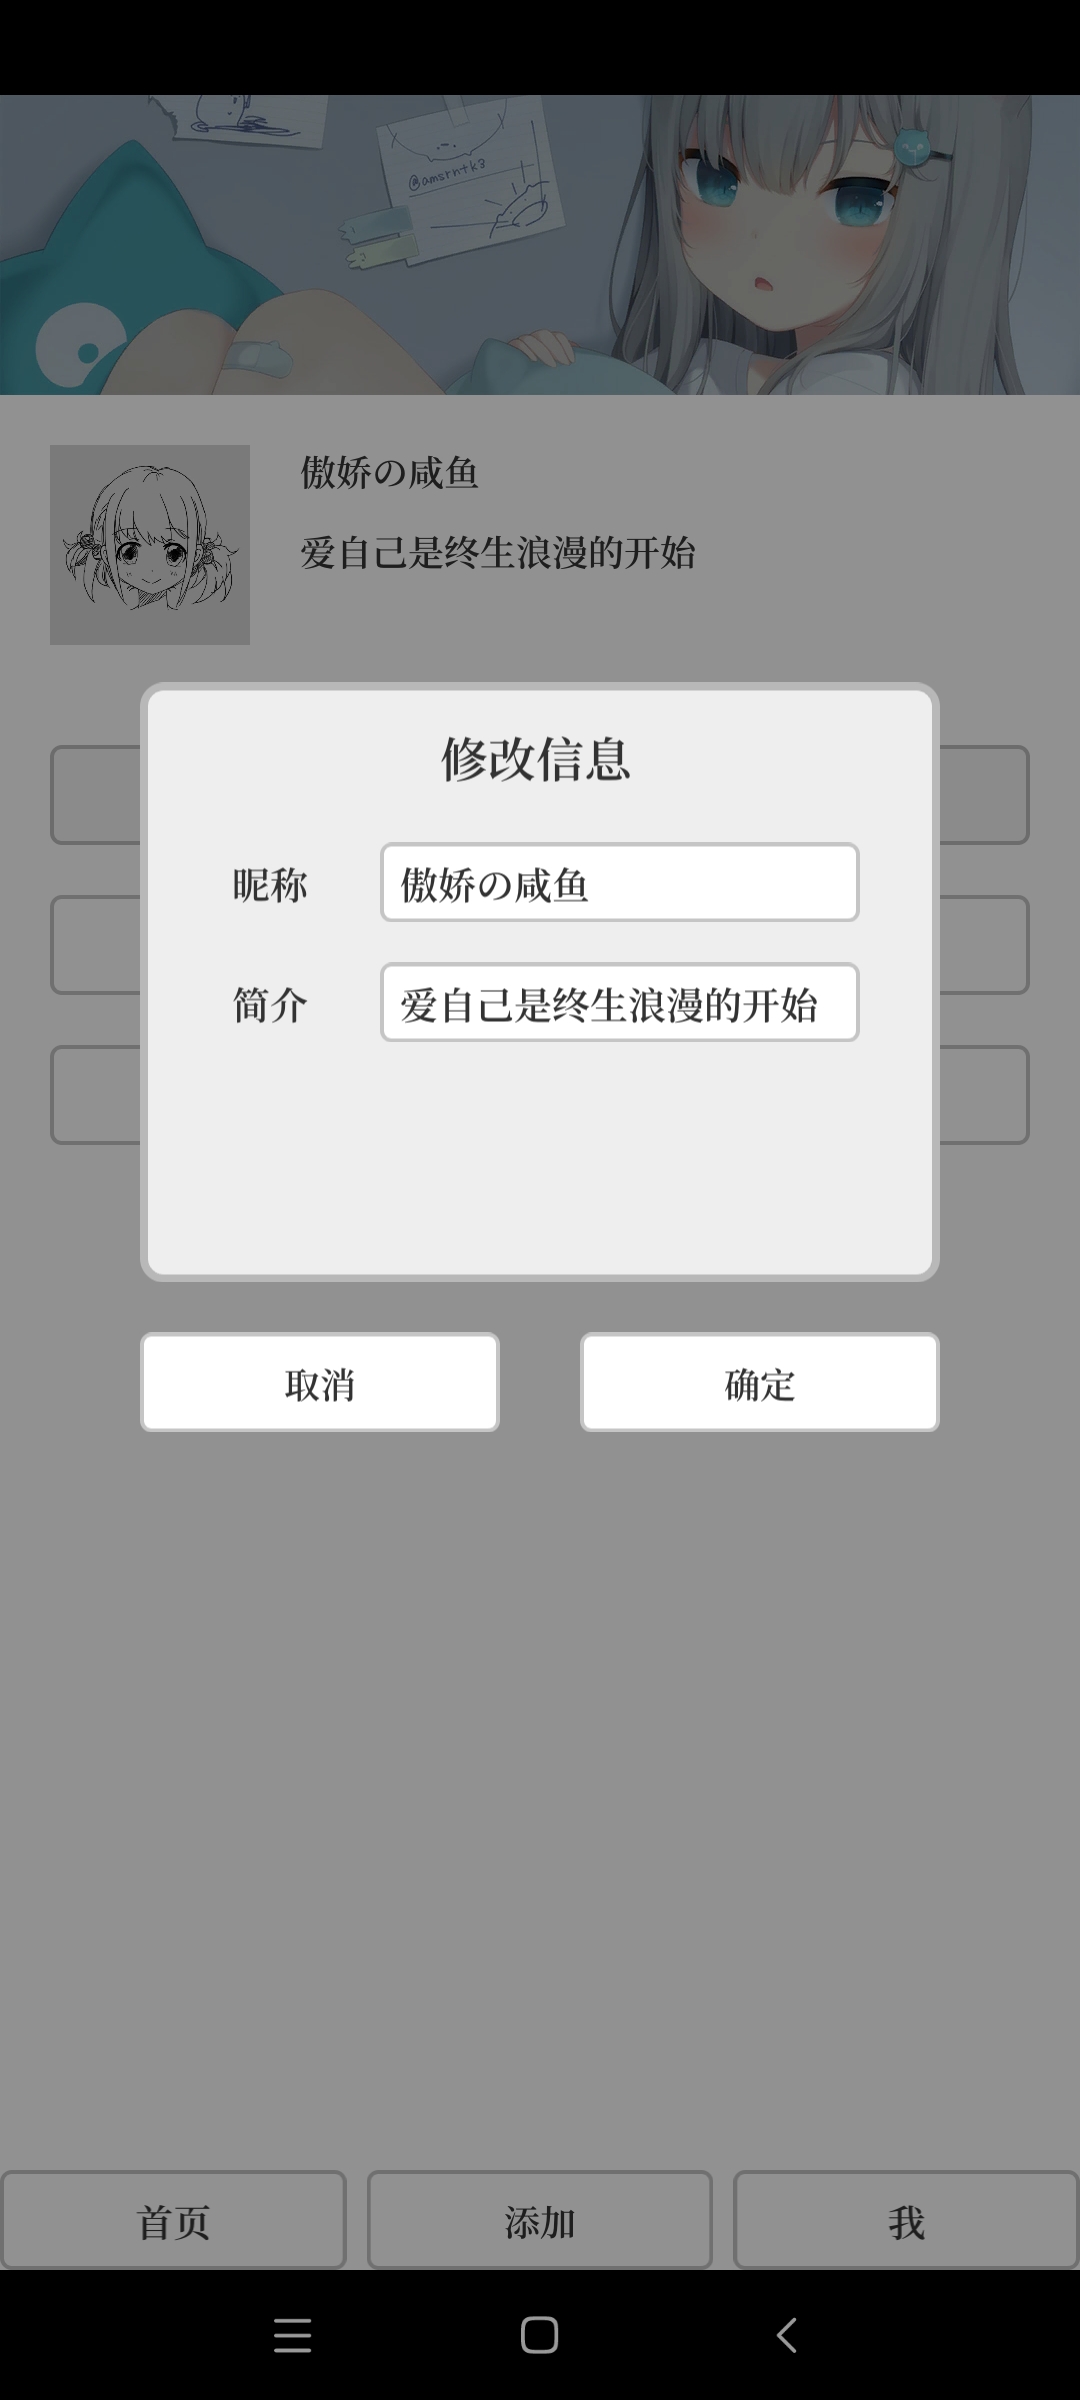 @amsrntk3
傲娇の咸鱼
爱自己是终生浪漫的开始
修改信息
昵称 傲娇の咸鱼
简介 爱自己是终生浪漫的开始
取消 确定
首页 添加 我